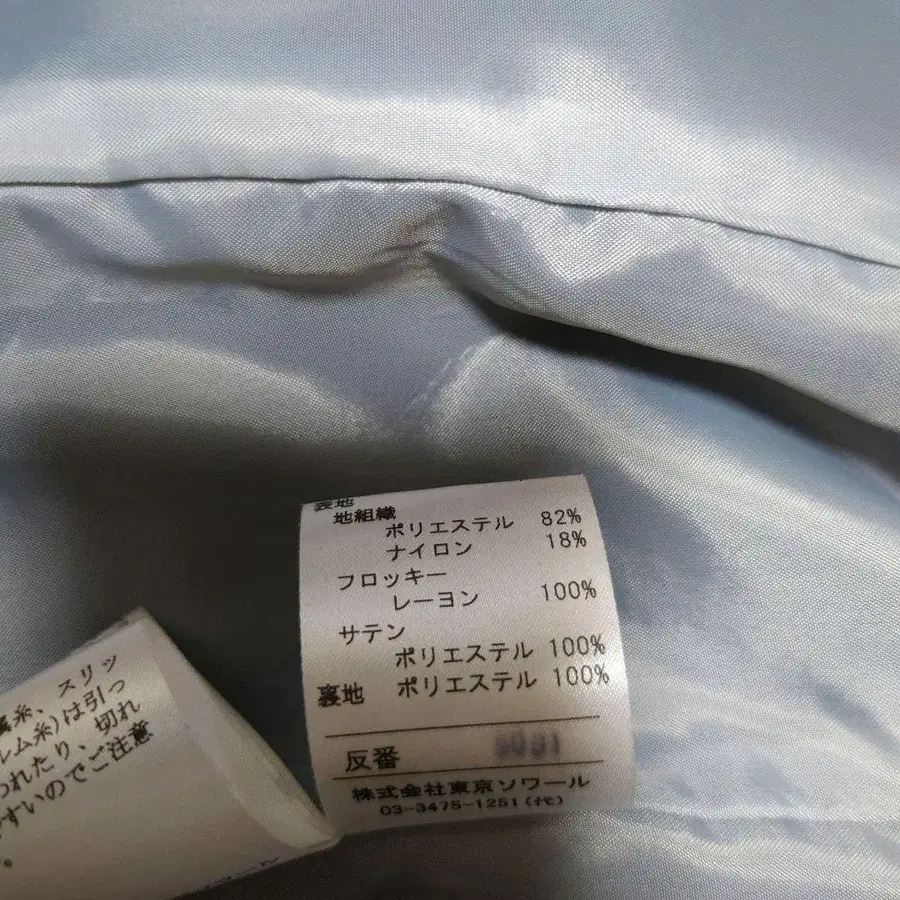 表地
地組織
ポリエステル 82%
ナイロン 18%
フロッキー
レーヨン 100%
サテン
ポリエステル 100%
裏地 ポリエステル 100%
反番
株式会社東京ソワール
03-3475-1251(代)
糸、スリッ
ム糸)は引っ
れたり、切れ
すいのでご注意
。